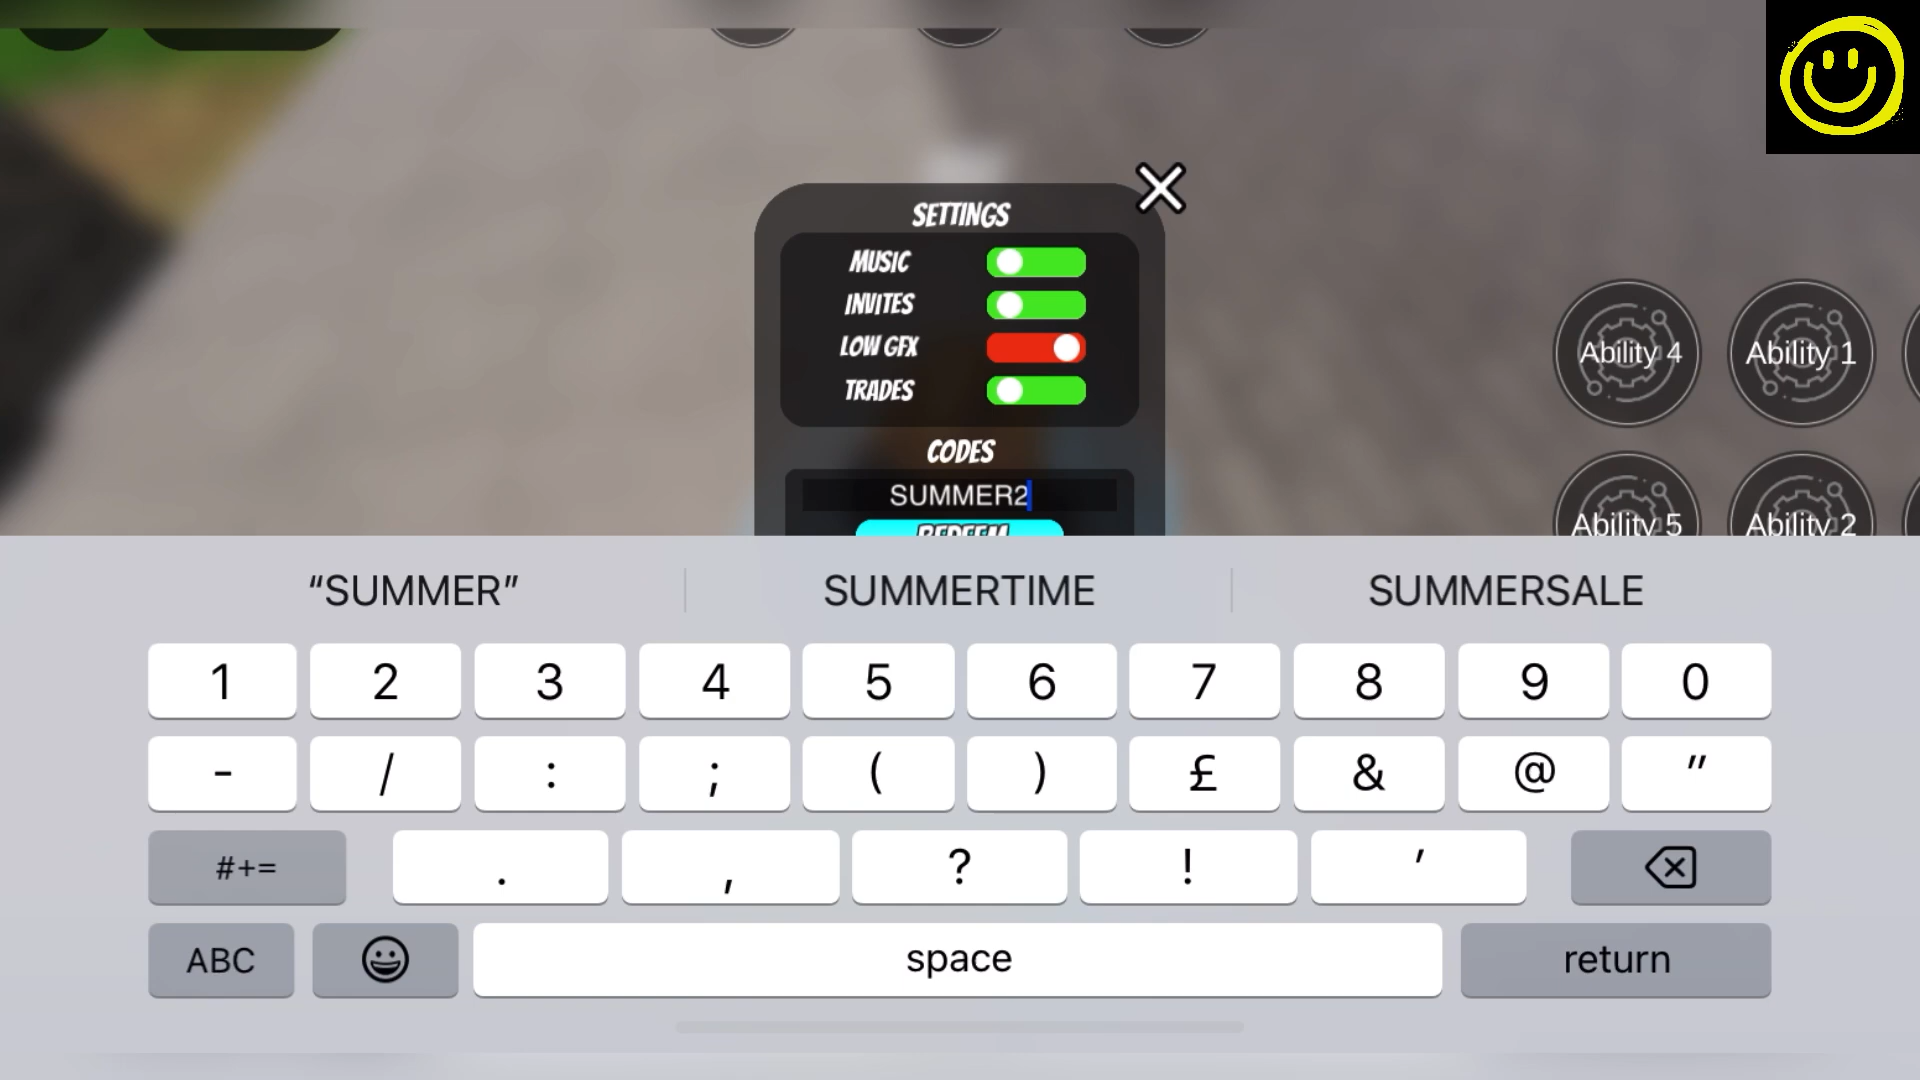 SETTINGS
MUSIC
INVITES
LOW GFX
TRADES
CODES
SUMMER2
REDEEM
Ability 4
Ability 1
Ability 5
Ability 2
“SUMMER”
SUMMERTIME
SUMMERSALE
1 2 3 4 5 6 7 8 9 0
- / : ; ( ) £ & @ "
#+= . , ? ! '
ABC space return